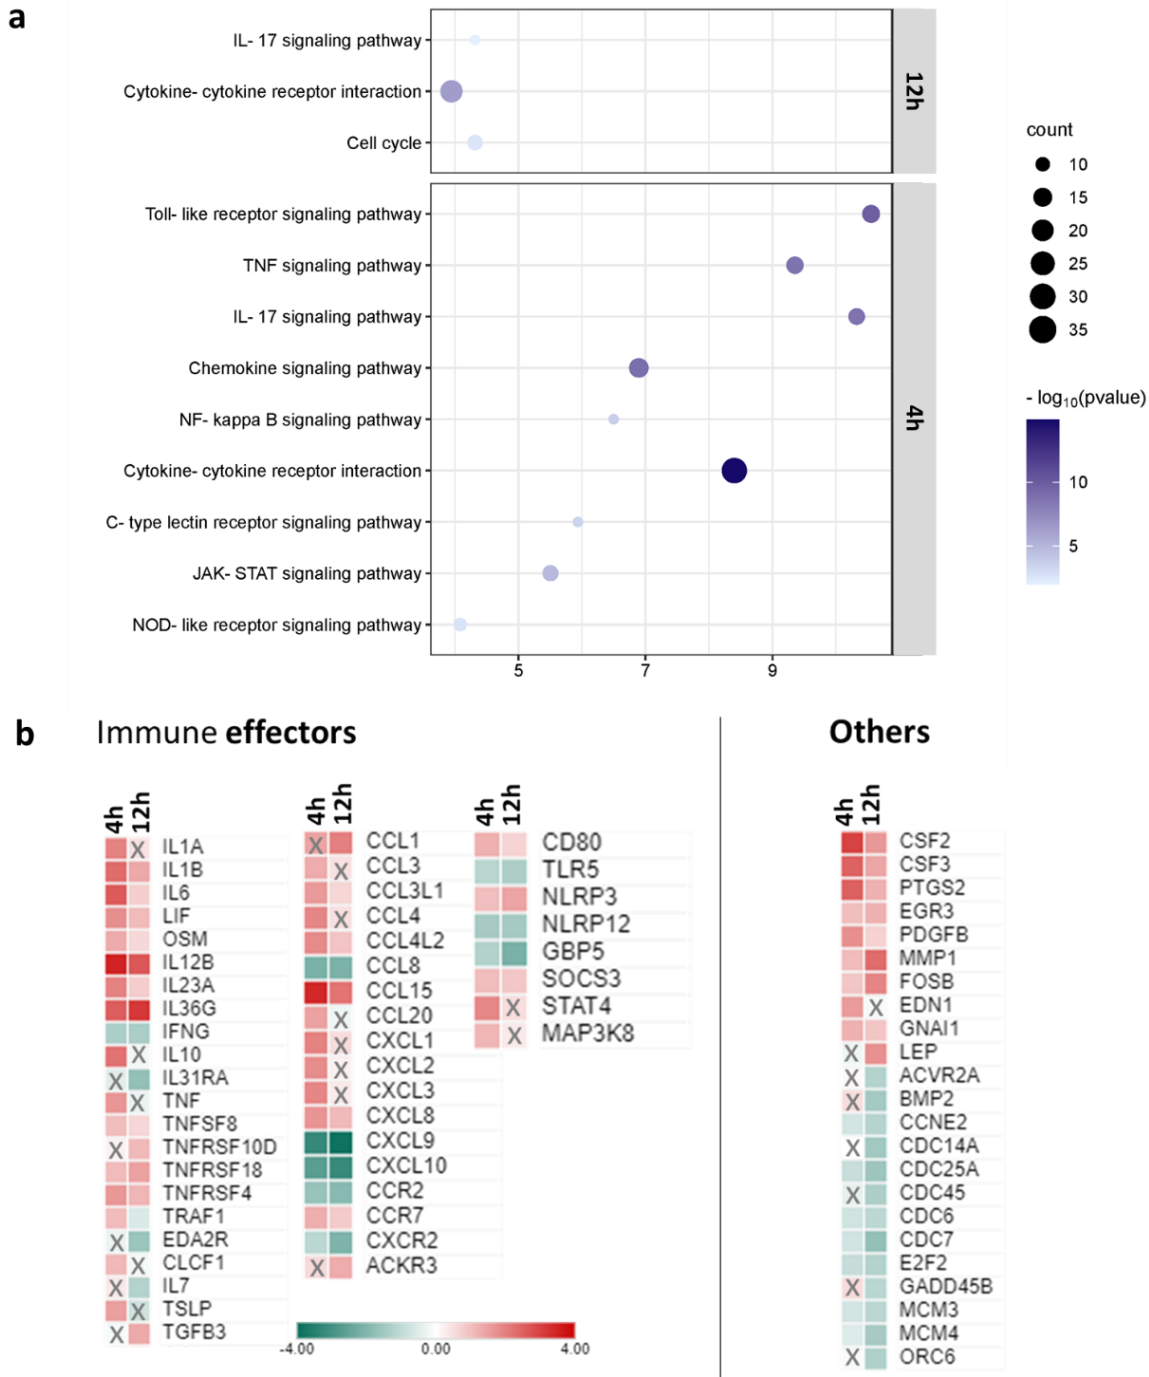 a
IL- 17 signaling pathway
Cytokine- cytokine receptor interaction
Cell cycle
12h
Toll- like receptor signaling pathway
TNF signaling pathway
IL- 17 signaling pathway
Chemokine signaling pathway
NF- kappa B signaling pathway
Cytokine- cytokine receptor interaction
C- type lectin receptor signaling pathway
JAK- STAT signaling pathway
NOD- like receptor signaling pathway
4h
5 7 9
count
10
15
20
25
30
35
- log10(pvalue)
10
5
b
Immune effectors
4h 12h
X IL1A
IL1B
IL6
LIF
OSM
IL12B
IL23A
IL36G
IFNG
X IL10
X IL31RA
X TNF
TNFSF8
X TNFRSF10D
TNFRSF18
TNFRSF4
TRAF1
X EDA2R
X CLCF1
X IL7
X TSLP
X TGFB3
4h 12h
X CCL1
X CCL3
CCL3L1
X CCL4
CCL4L2
CCL8
CCL15
X CCL20
X CXCL1
X CXCL2
X CXCL3
CXCL8
CXCL9
CXCL10
CCR2
CCR7
CXCR2
X ACKR3
4h 12h
CD80
TLR5
NLRP3
NLRP12
GBP5
SOCS3
X STAT4
X MAP3K8
-4.00 0.00 4.00
Others
4h 12h
CSF2
CSF3
PTGS2
EGR3
PDGFB
MMP1
FOSB
X EDN1
GNAI1
X LEP
X ACVR2A
X BMP2
CCNE2
X CDC14A
CDC25A
X CDC45
CDC6
CDC7
E2F2
X GADD45B
MCM3
MCM4
X ORC6